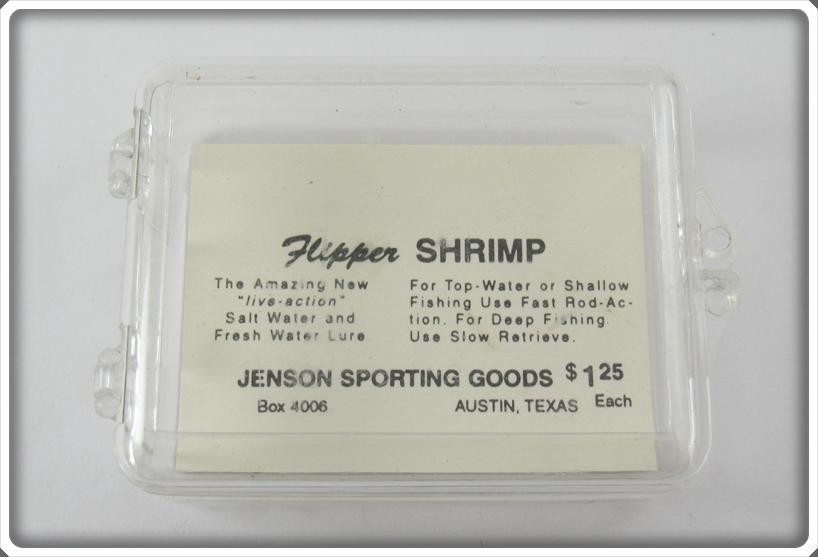 Flipper SHRIMP
The Amazing New
"live-action"
Salt Water and
Fresh Water Lure
For Top-Water or Shallow
Fishing Use Fast Rod-Ac-
tion. For Deep Fishing
Use Slow Retrieve.
JENSON SPORTING GOODS $1 25
Box 4006 AUSTIN, TEXAS Each